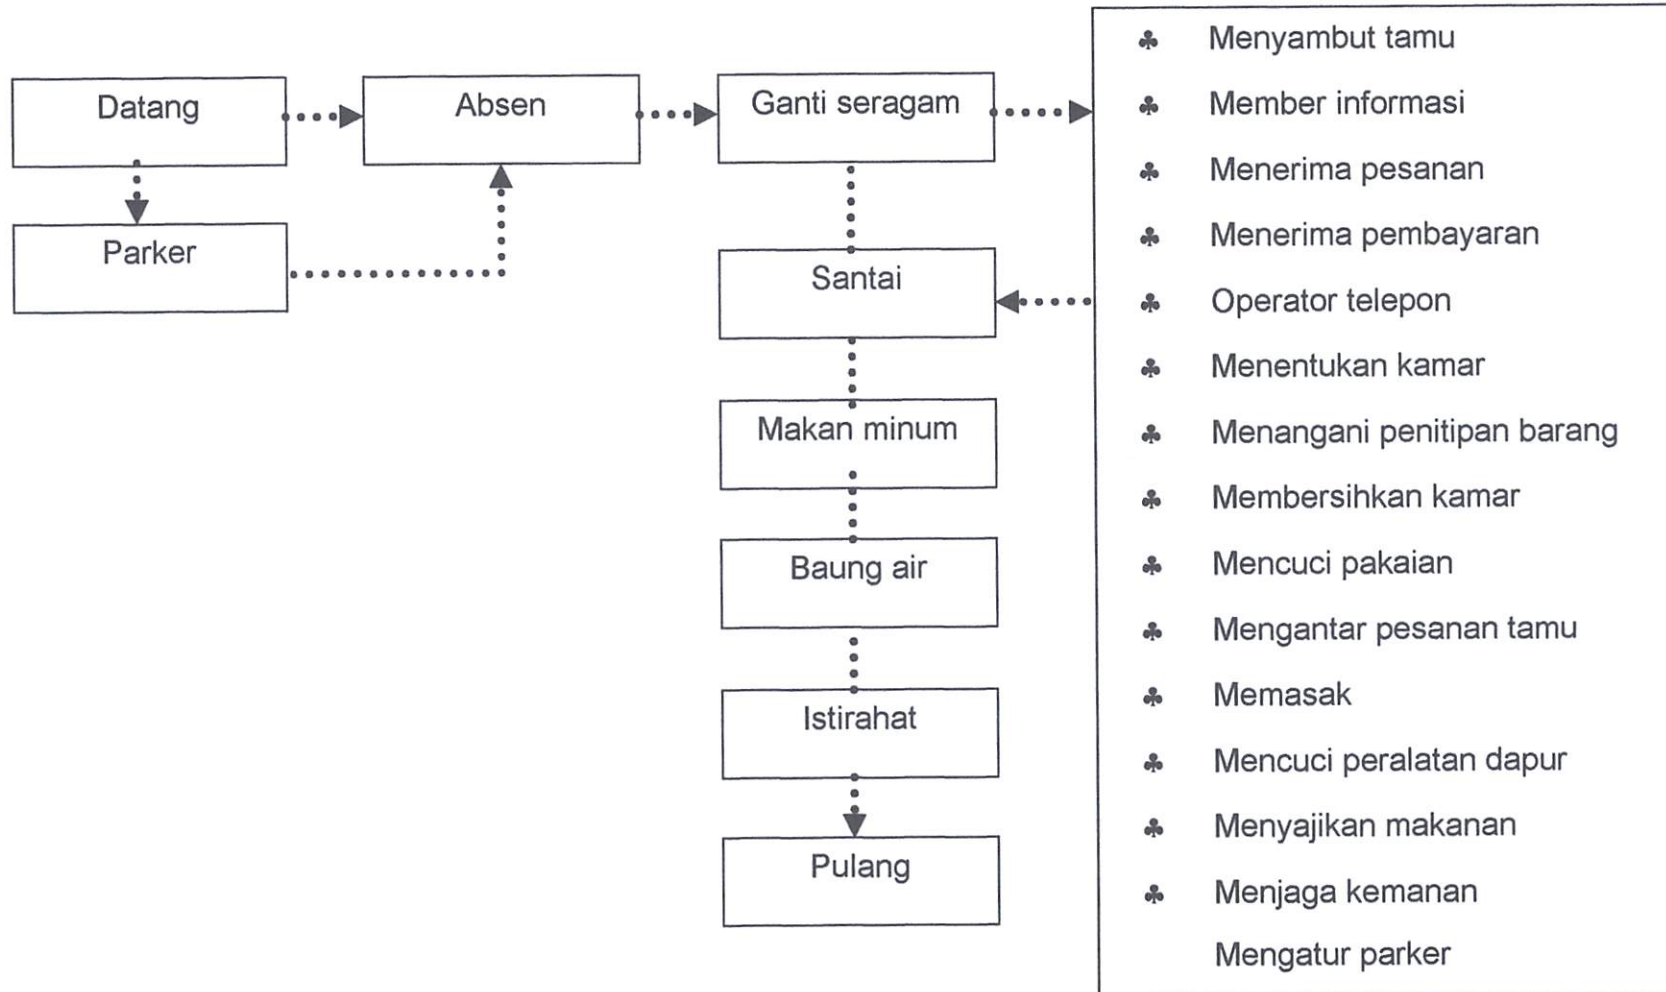 Datang
Absen
Ganti seragam
Parker
Santai
Makan minum
Baung air
Istirahat
Pulang
♣ Menyambut tamu
♣ Member informasi
♣ Menerima pesanan
♣ Menerima pembayaran
♣ Operator telepon
♣ Menentukan kamar
♣ Menangani penitipan barang
♣ Membersihkan kamar
♣ Mencuci pakaian
♣ Mengantar pesanan tamu
♣ Memasak
♣ Mencuci peralatan dapur
♣ Menyajikan makanan
♣ Menjaga kemanan
Mengatur parker